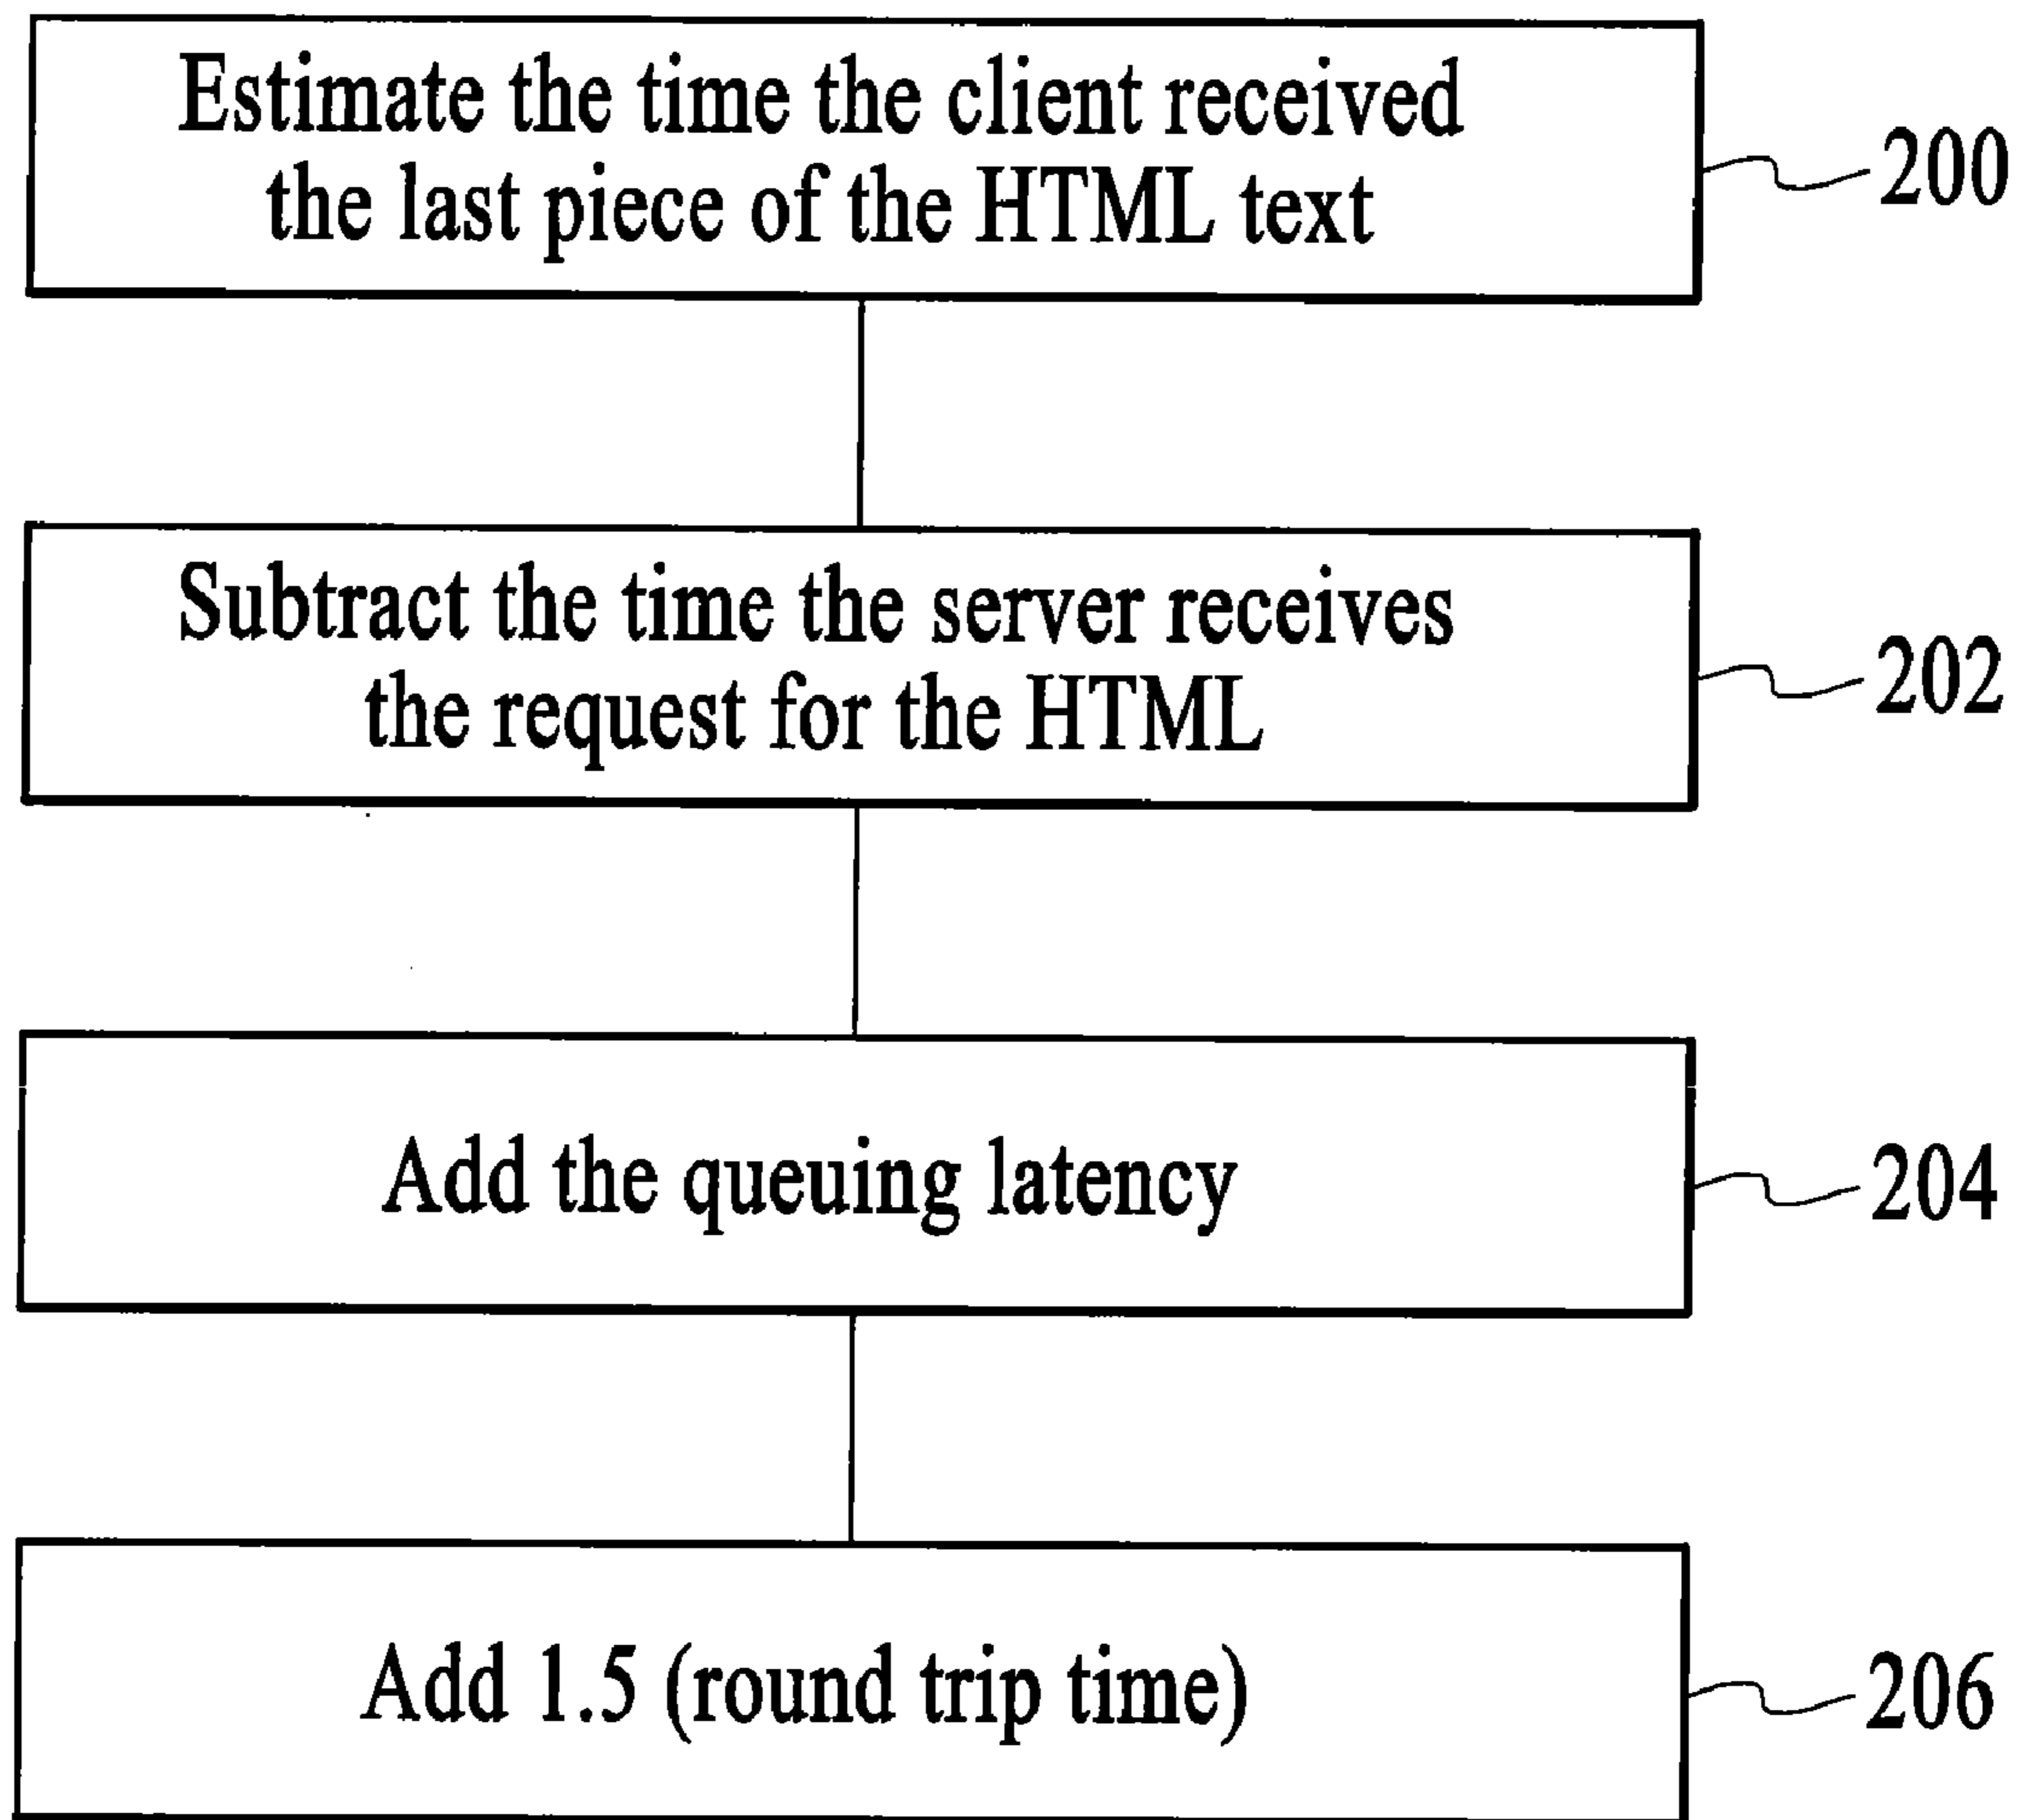 Estimate the time the client received
the last piece of the HTML text
200
Subtract the time the server receives
the request for the HTML
202
Add the queuing latency
204
Add 1.5 (round trip time)
206